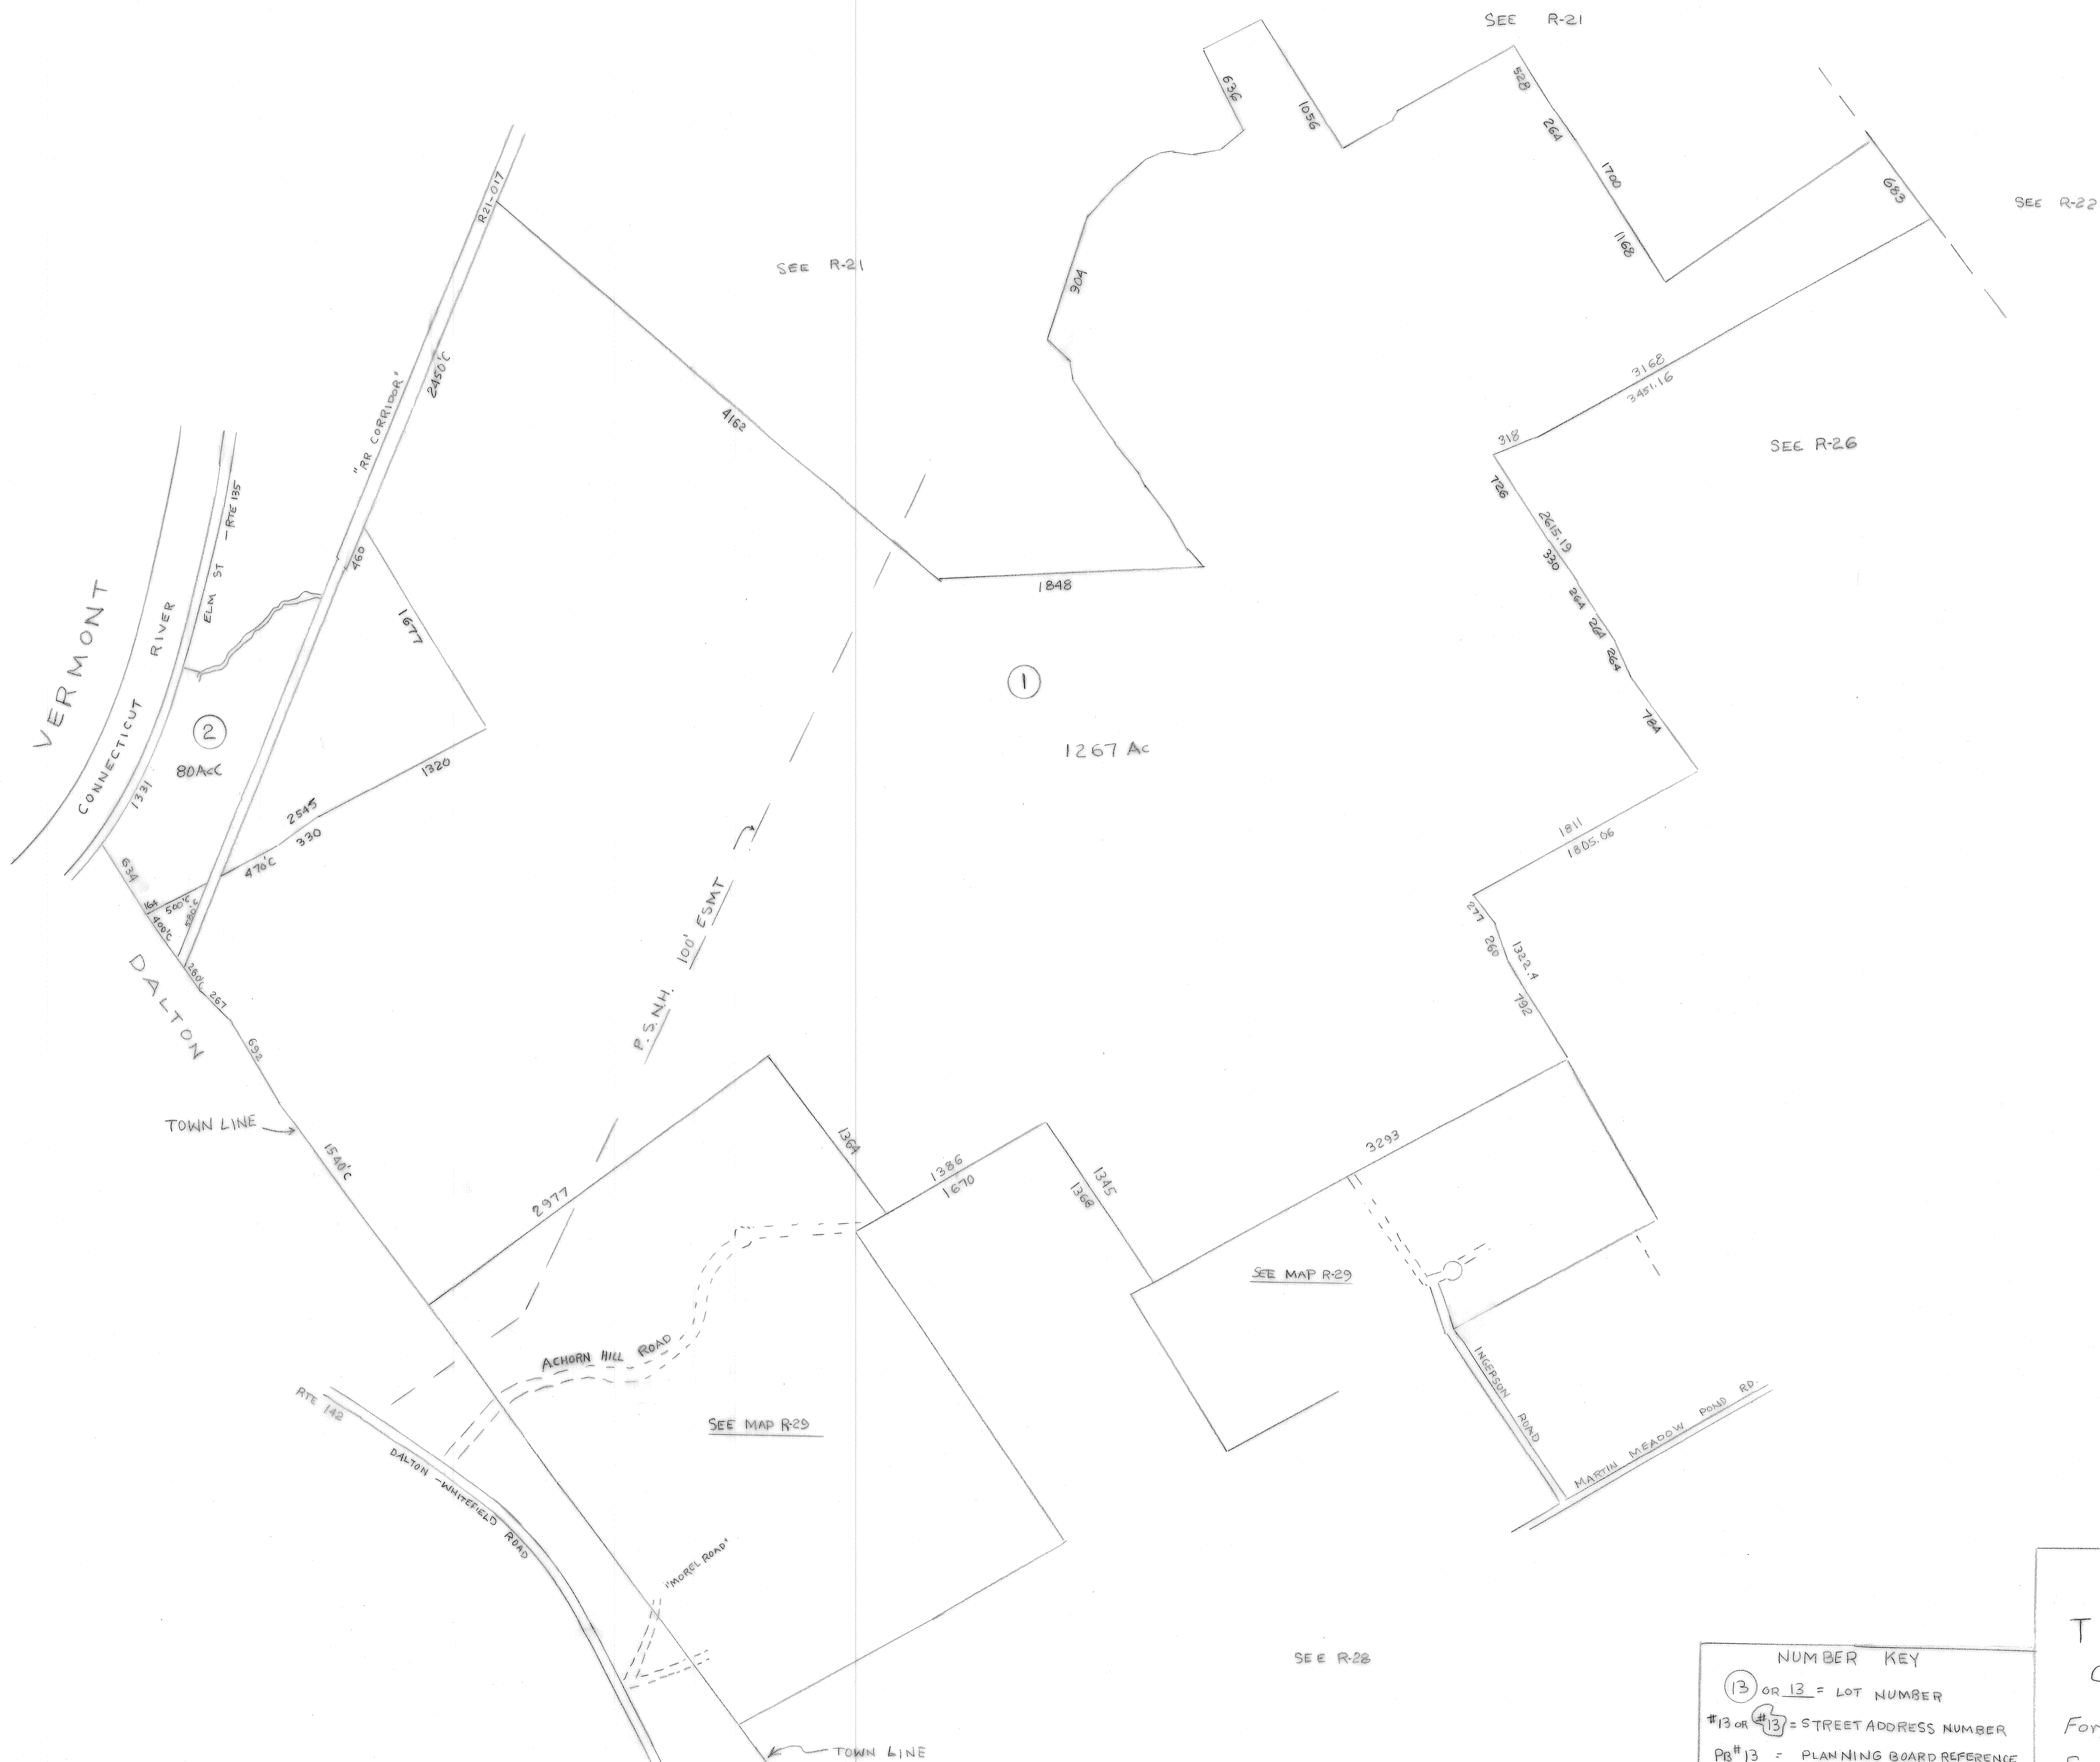 SEE R-21
636
1056
528
264
1700
1168
683
SEE R-22
R21-017
SEE R-21
904
2450'C
"RR CORRIDOR"
4162
3168
3451.16
318
SEE R-26
726
2615.19
330
264
264
264
784
ELM ST - RTE 135
460
1677
1848
VERMONT
CONNECTICUT RIVER
1
1267 Ac
2
80AcC
1331
1320
2545
330
470'C
1811
1805.06
634
164
500'C
400'C
580'C
277
260
1322.4
792
P.S.N.H. 100' ESMT
DALTON
280'C
267
692
TOWN LINE
1540'C
2977
1364
1386
1670
1345
1368
3293
SEE MAP R-29
ACHORN HILL ROAD
RTE 142
DALTON - WHITEFIELD ROAD
SEE MAP R-29
INGERSON ROAD
MARTIN MEADOW POND RD.
"MOREL ROAD"
SEE R-28
TOWN LINE
NUMBER KEY
13 OR 13 = LOT NUMBER
#13 OR #13 = STREET ADDRESS NUMBER
PB#13 = PLANNING BOARD REFERENCE
T
For